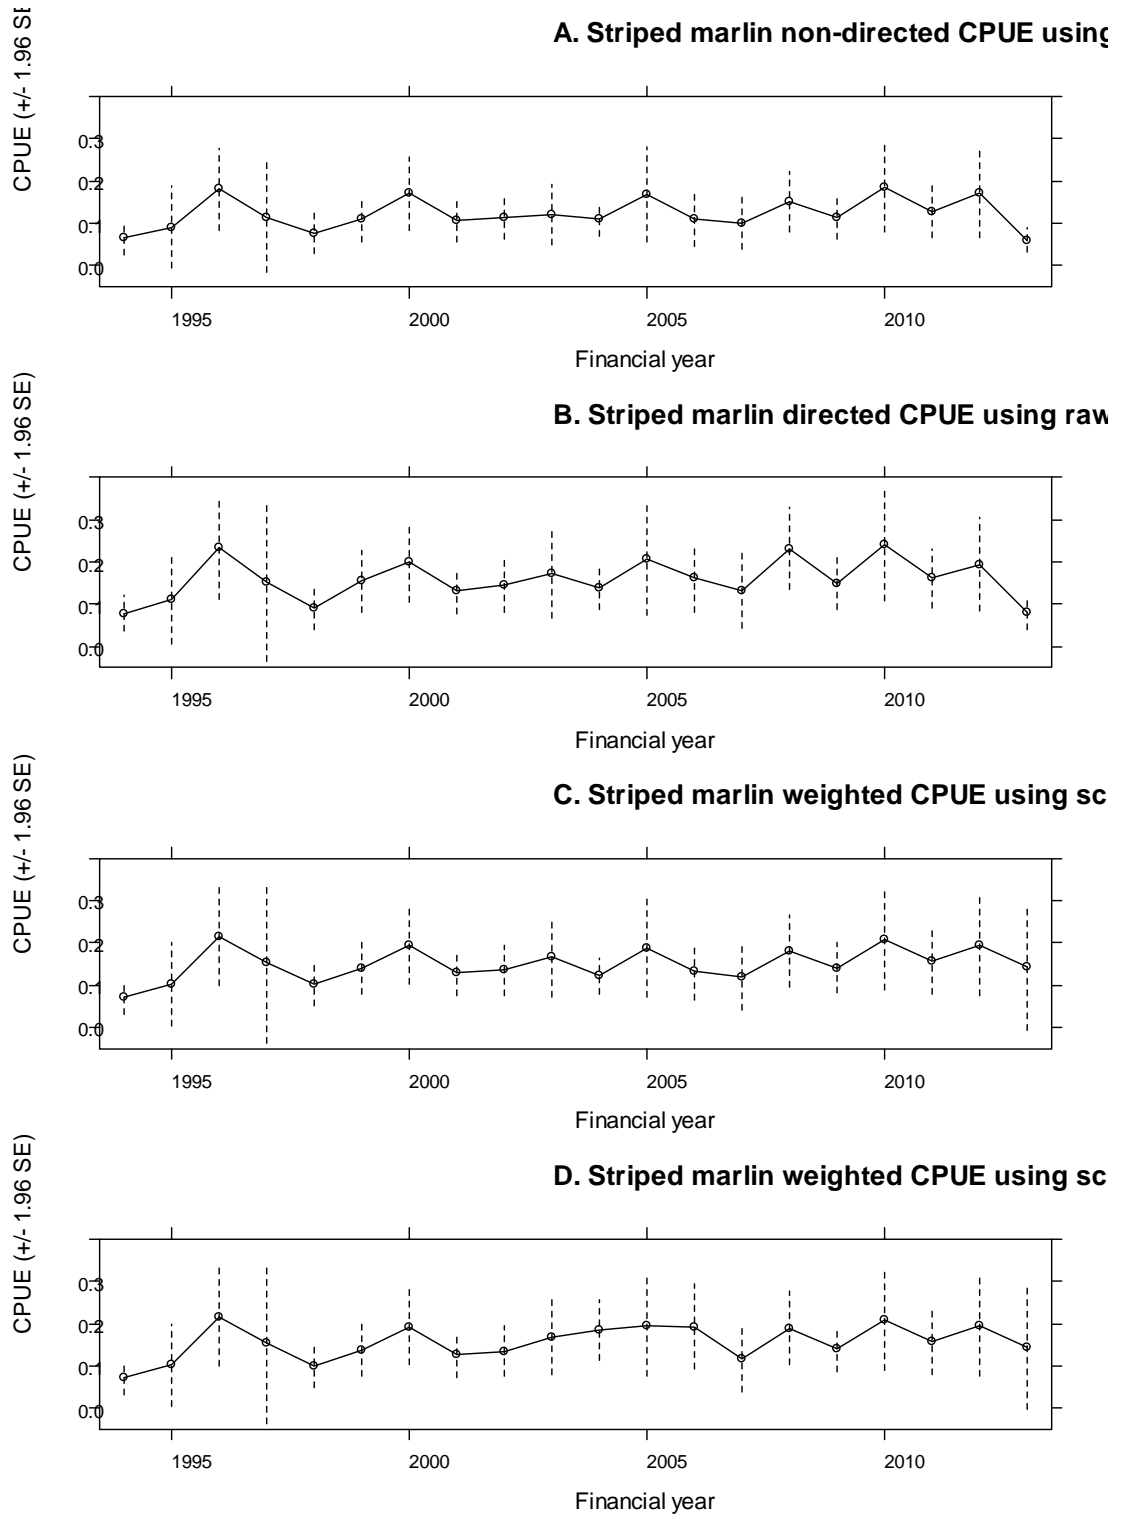 A. Striped marlin non-directed CPUE using
CPUE (+/- 1.96 SE
0.3
0.2
0.1
0.0
1995 2000 2005 2010
Financial year
B. Striped marlin directed CPUE using raw
CPUE (+/- 1.96 SE)
0.3
0.2
0.1
0.0
1995 2000 2005 2010
Financial year
C. Striped marlin weighted CPUE using sc
CPUE (+/- 1.96 SE)
0.3
0.2
0.1
0.0
1995 2000 2005 2010
Financial year
D. Striped marlin weighted CPUE using sc
CPUE (+/- 1.96 SE)
0.3
0.2
0.1
0.0
1995 2000 2005 2010
Financial year